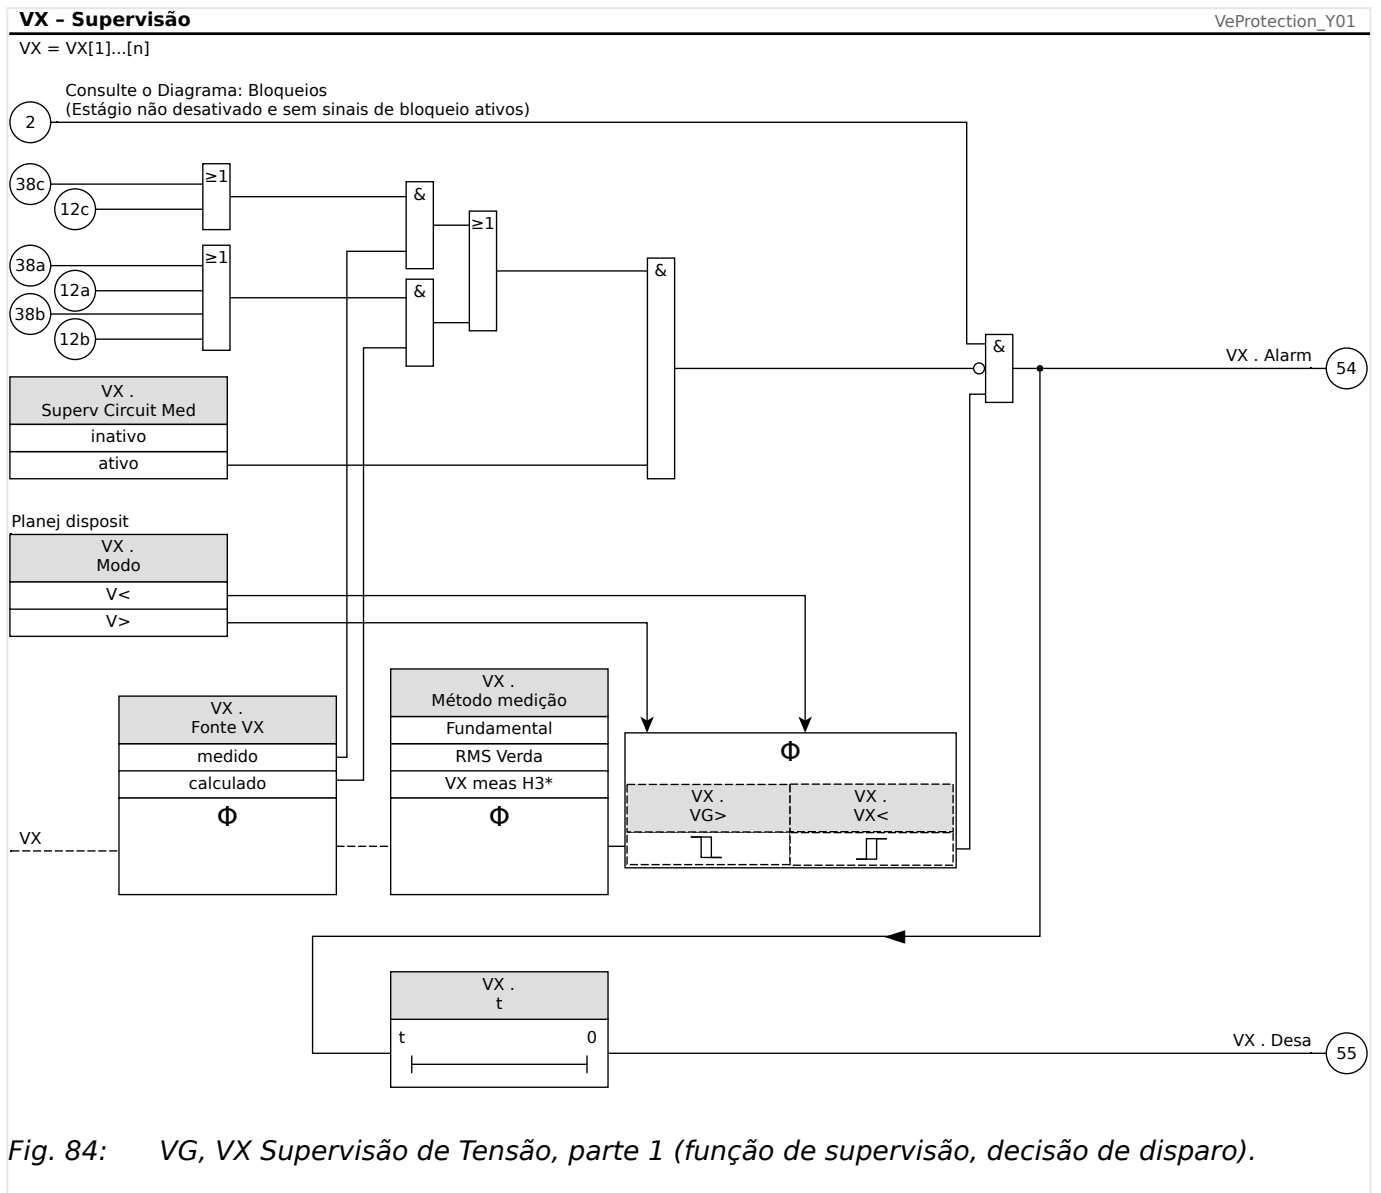 VX – Supervisão
VeProtection_Y01
VX = VX[1]...[n]
Consulte o Diagrama: Bloqueios
(Estágio não desativado e sem sinais de bloqueio ativos)
2
38c
12c
≥1
&
≥1
38a
12a
38b
12b
≥1
&
&
&
VX . Alarm
54
VX .
Superv Circuit Med
inativo
ativo
Planej disposit
VX .
Modo
V<
V>
VX .
Fonte VX
medido
calculado
Φ
VX
VX .
Método medição
Fundamental
RMS Verda
VX meas H3*
Φ
Φ
VX .
VG>
VX .
VX<
VX .
t
t 0
VX . Desa
55
Fig. 84: VG, VX Supervisão de Tensão, parte 1 (função de supervisão, decisão de disparo).